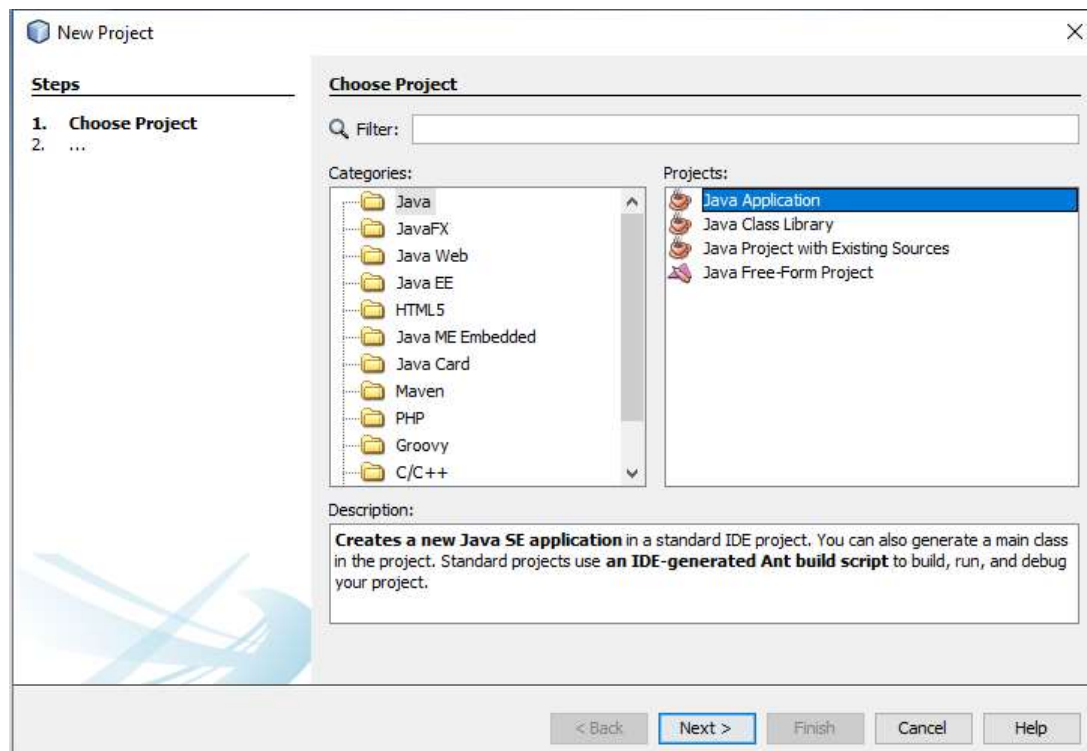 New Project
Steps
1. Choose Project
2. ...
Choose Project
Filter:
Categories:
Java
JavaFX
Java Web
Java EE
HTML5
Java ME Embedded
Java Card
Maven
PHP
Groovy
C/C++
Projects:
Java Application
Java Class Library
Java Project with Existing Sources
Java Free-Form Project
Description:
Creates a new Java SE application in a standard IDE project. You can also generate a main class
in the project. Standard projects use an IDE-generated Ant build script to build, run, and debug
your project.
< Back Next > Finish Cancel Help